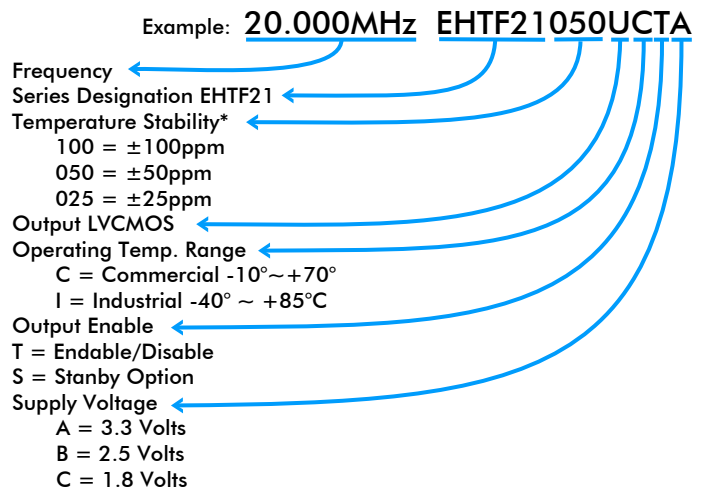 Example: 20.000MHz EHTF21050UCTA
Frequency
Series Designation EHTF21
Temperature Stability*
100 = ±100ppm
050 = ±50ppm
025 = ±25ppm
Output LVCMOS
Operating Temp. Range
C = Commercial -10°~+70°
I = Industrial -40° ~ +85°C
Output Enable
T = Endable/Disable
S = Stanby Option
Supply Voltage
A = 3.3 Volts
B = 2.5 Volts
C = 1.8 Volts